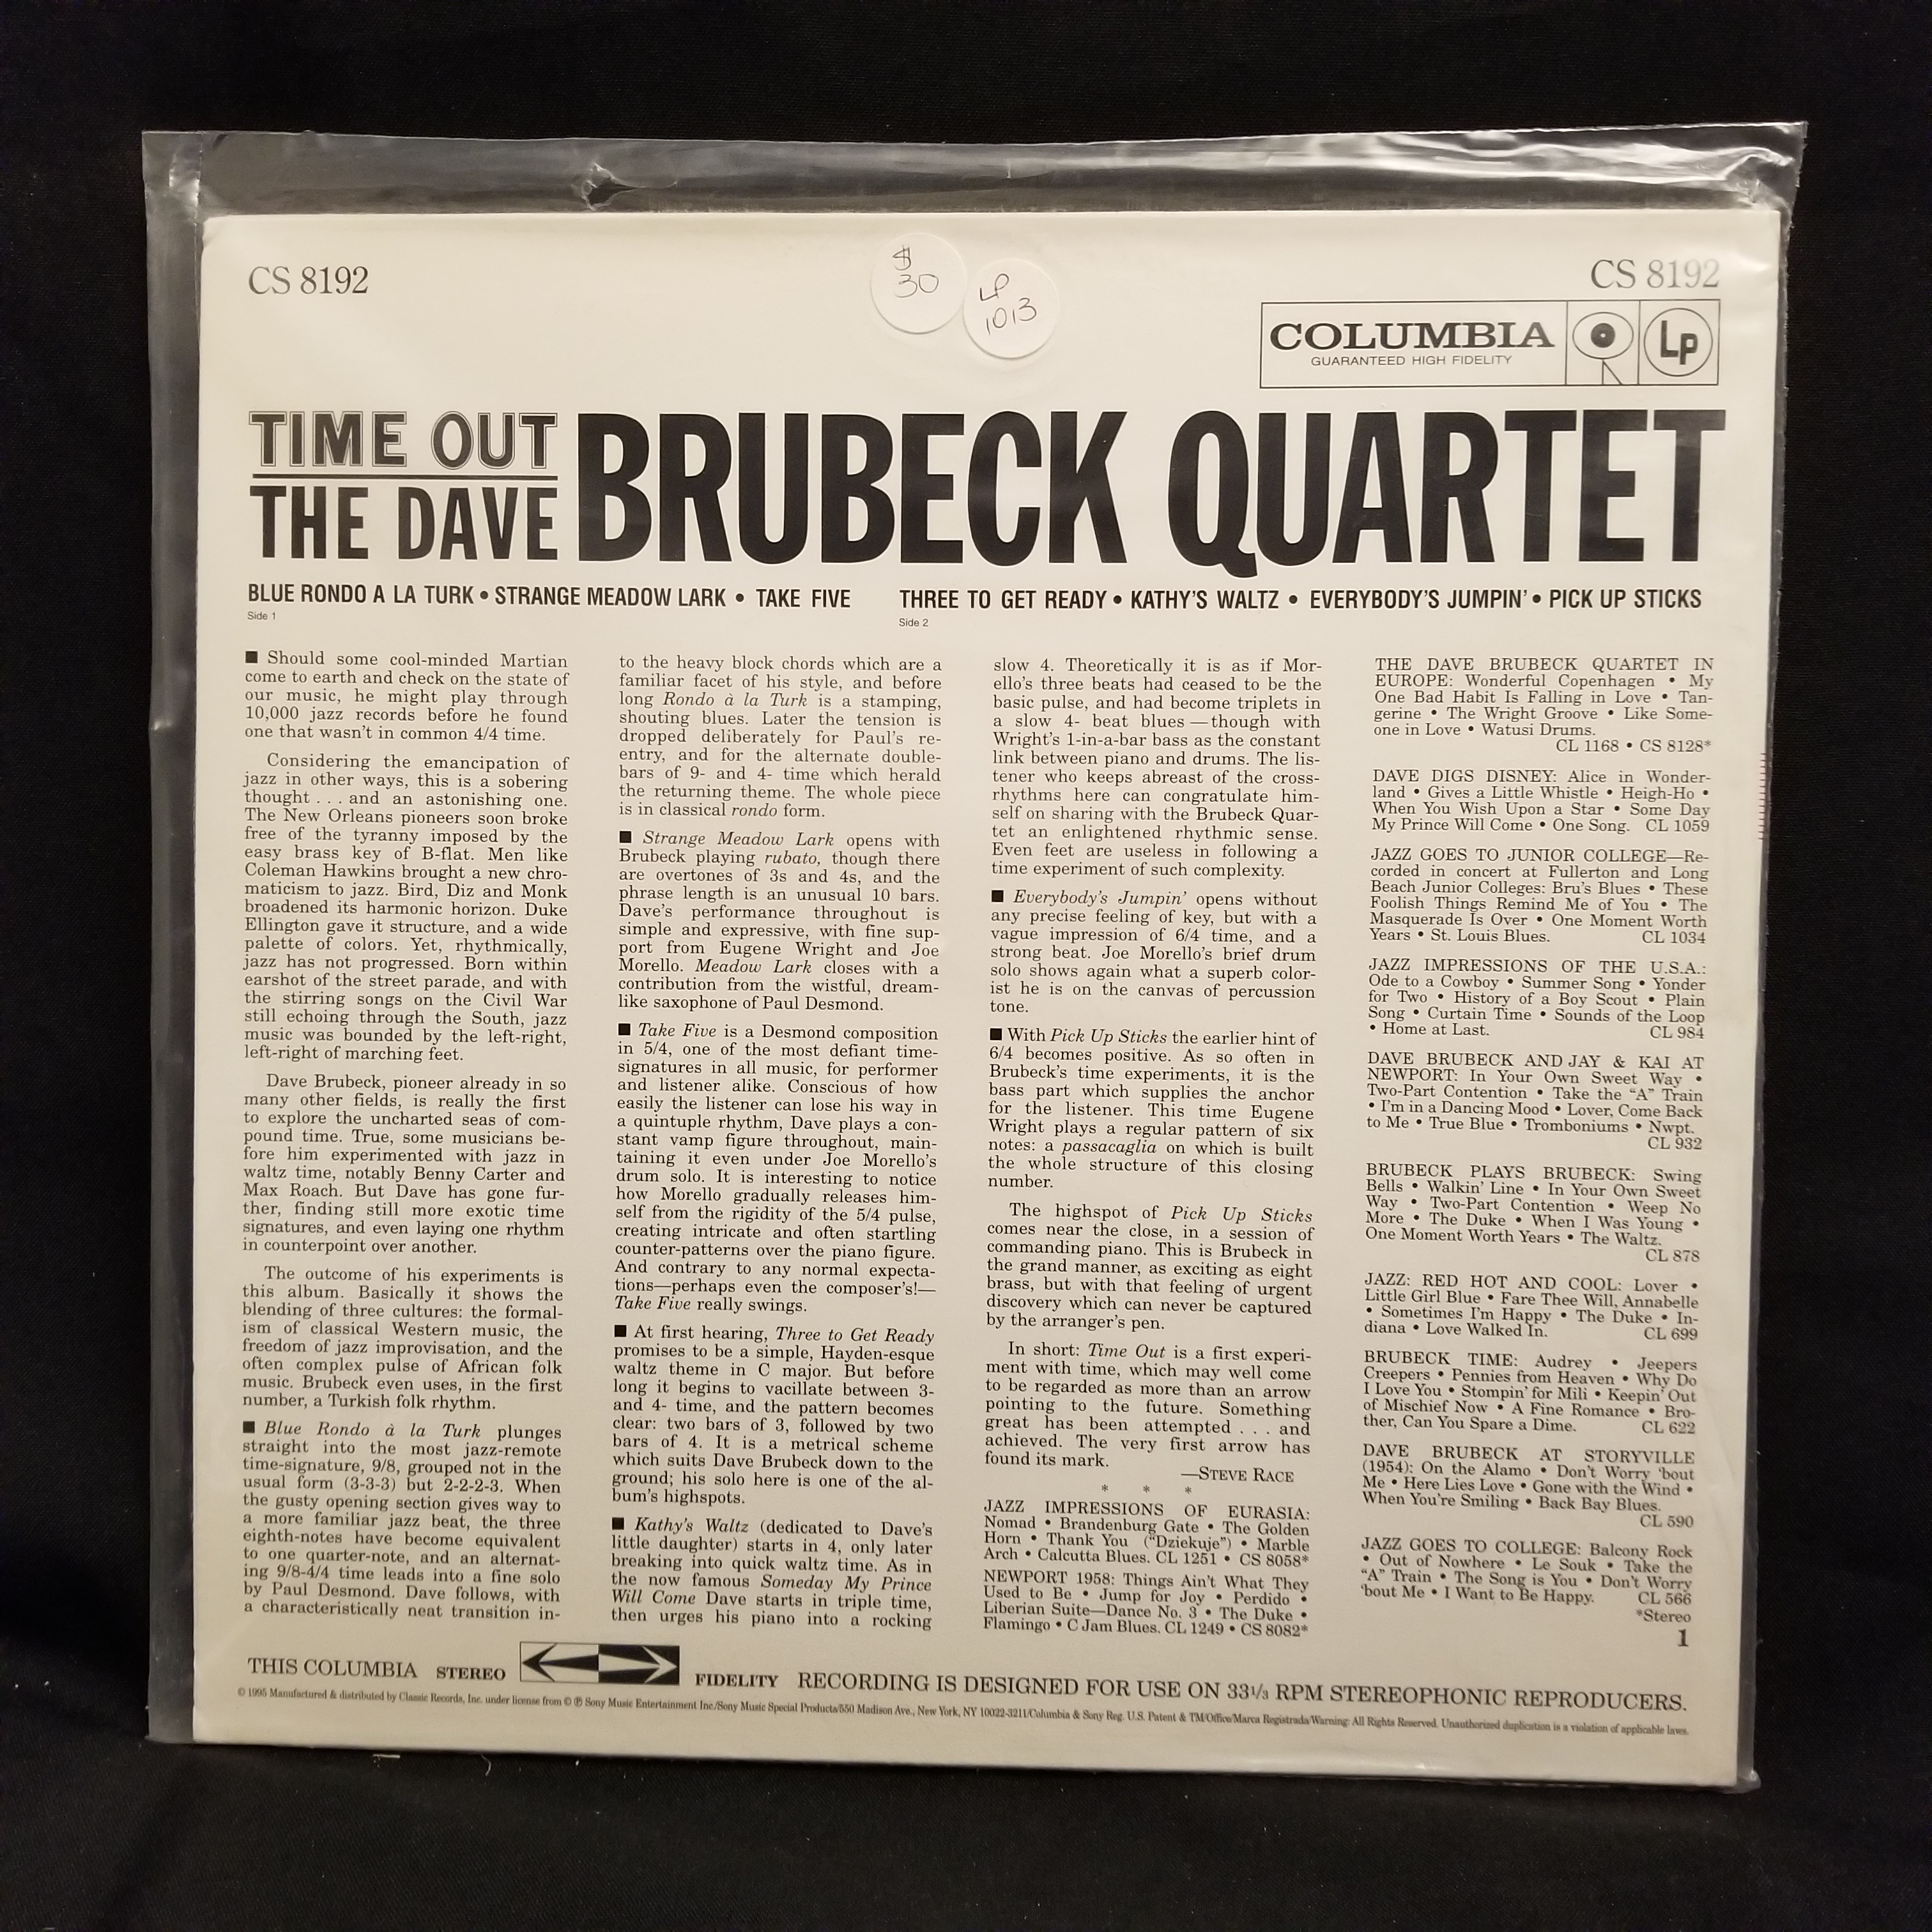 CS 8192
$
30
LP
1013
CS 8192
COLUMBIA
GUARANTEED HIGH FIDELITY
Lp
TIME OUT
THE DAVE BRUBECK QUARTET
BLUE RONDO A LA TURK • STRANGE MEADOW LARK • TAKE FIVE
Side 1
THREE TO GET READY • KATHY'S WALTZ • EVERYBODY'S JUMPIN' • PICK UP STICKS
Side 2
■ Should some cool-minded Martian
come to earth and check on the state of
our music, he might play through
10,000 jazz records before he found
one that wasn't in common 4/4 time.
Considering the emancipation of
jazz in other ways, this is a sobering
thought . . . and an astonishing one.
The New Orleans pioneers soon broke
free of the tyranny imposed by the
easy brass key of B-flat. Men like
Coleman Hawkins brought a new chro-
maticism to jazz. Bird, Diz and Monk
broadened its harmonic horizon. Duke
Ellington gave it structure, and a wide
palette of colors. Yet, rhythmically,
jazz has not progressed. Born within
earshot of the street parade, and with
the stirring songs on the Civil War
still echoing through the South, jazz
music was bounded by the left-right,
left-right of marching feet.
Dave Brubeck, pioneer already in so
many other fields, is really the first
to explore the uncharted seas of com-
pound time. True, some musicians be-
fore him experimented with jazz in
waltz time, notably Benny Carter and
Max Roach. But Dave has gone fur-
ther, finding still more exotic time
signatures, and even laying one rhythm
in counterpoint over another.
The outcome of his experiments is
this album. Basically it shows the
blending of three cultures: the formal-
ism of classical Western music, the
freedom of jazz improvisation, and the
often complex pulse of African folk
music. Brubeck even uses, in the first
number, a Turkish folk rhythm.
■ Blue Rondo à la Turk plunges
straight into the most jazz-remote
time-signature, 9/8, grouped not in the
usual form (3-3-3) but 2-2-2-3. When
the gusty opening section gives way to
a more familiar jazz beat, the three
eighth-notes have become equivalent
to one quarter-note, and an alternat-
ing 9/8-4/4 time leads into a fine solo
by Paul Desmond. Dave follows, with
a characteristically neat transition in-
to the heavy block chords which are a
familiar facet of his style, and before
long Rondo à la Turk is a stamping,
shouting blues. Later the tension is
dropped deliberately for Paul's re-
entry, and for the alternate double-
bars of 9- and 4- time which herald
the returning theme. The whole piece
is in classical rondo form.
■ Strange Meadow Lark opens with
Brubeck playing rubato, though there
are overtones of 3s and 4s, and the
phrase length is an unusual 10 bars.
Dave's performance throughout is
simple and expressive, with fine sup-
port from Eugene Wright and Joe
Morello. Meadow Lark closes with a
contribution from the wistful, dream-
like saxophone of Paul Desmond.
■ Take Five is a Desmond composition
in 5/4, one of the most defiant time-
signatures in all music, for performer
and listener alike. Conscious of how
easily the listener can lose his way in
a quintuple rhythm, Dave plays a con-
stant vamp figure throughout, main-
taining it even under Joe Morello's
drum solo. It is interesting to notice
how Morello gradually releases him-
self from the rigidity of the 5/4 pulse,
creating intricate and often startling
counter-patterns over the piano figure.
And contrary to any normal expecta-
tions—perhaps even the composer's!—
Take Five really swings.
■ At first hearing, Three to Get Ready
promises to be a simple, Hayden-esque
waltz theme in C major. But before
long it begins to vacillate between 3-
and 4- time, and the pattern becomes
clear: two bars of 3, followed by two
bars of 4. It is a metrical scheme
which suits Dave Brubeck down to the
ground; his solo here is one of the al-
bum's highspots.
■ Kathy's Waltz (dedicated to Dave's
little daughter) starts in 4, only later
breaking into quick waltz time. As in
the now famous Someday My Prince
Will Come Dave starts in triple time,
then urges his piano into a rocking
slow 4. Theoretically it is as if Mor-
ello's three beats had ceased to be the
basic pulse, and had become triplets in
a slow 4- beat blues—though with
Wright's 1-in-a-bar bass as the constant
link between piano and drums. The lis-
tener who keeps abreast of the cross-
rhythms here can congratulate him-
self on sharing with the Brubeck Quar-
tet an enlightened rhythmic sense.
Even feet are useless in following a
time experiment of such complexity.
■ Everybody's Jumpin' opens without
any precise feeling of key, but with a
vague impression of 6/4 time, and a
strong beat. Joe Morello's brief drum
solo shows again what a superb color-
ist he is on the canvas of percussion
tone.
■ With Pick Up Sticks the earlier hint of
6/4 becomes positive. As so often in
Brubeck's time experiments, it is the
bass part which supplies the anchor
for the listener. This time Eugene
Wright plays a regular pattern of six
notes: a passacaglia on which is built
the whole structure of this closing
number.
The highspot of Pick Up Sticks
comes near the close, in a session of
commanding piano. This is Brubeck in
the grand manner, as exciting as eight
brass, but with that feeling of urgent
discovery which can never be captured
by the arranger's pen.
In short: Time Out is a first experi-
ment with time, which may well come
to be regarded as more than an arrow
pointing to the future. Something
great has been attempted . . . and
achieved. The very first arrow has
found its mark.
—STEVE RACE
* * *
JAZZ IMPRESSIONS OF EURASIA:
Nomad • Brandenburg Gate • The Golden
Horn • Thank You ("Dziekuje") • Marble
Arch • Calcutta Blues. CL 1251 • CS 8058*
NEWPORT 1958: Things Ain't What They
Used to Be • Jump for Joy • Perdido •
Liberian Suite—Dance No. 3 • The Duke •
Flamingo • C Jam Blues. CL 1249 • CS 8082*
THE DAVE BRUBECK QUARTET IN
EUROPE: Wonderful Copenhagen • My
One Bad Habit Is Falling in Love • Tan-
gerine • The Wright Groove • Like Some-
one in Love • Watusi Drums.
CL 1168 • CS 8128*
DAVE DIGS DISNEY: Alice in Wonder-
land • Gives a Little Whistle • Heigh-Ho •
When You Wish Upon a Star • Some Day
My Prince Will Come • One Song. CL 1059
JAZZ GOES TO JUNIOR COLLEGE—Re-
corded in concert at Fullerton and Long
Beach Junior Colleges: Bru's Blues • These
Foolish Things Remind Me of You • The
Masquerade Is Over • One Moment Worth
Years • St. Louis Blues. CL 1034
JAZZ IMPRESSIONS OF THE U.S.A.:
Ode to a Cowboy • Summer Song • Yonder
for Two • History of a Boy Scout • Plain
Song • Curtain Time • Sounds of the Loop
• Home at Last. CL 984
DAVE BRUBECK AND JAY & KAI AT
NEWPORT: In Your Own Sweet Way •
Two-Part Contention • Take the "A" Train
• I'm in a Dancing Mood • Lover, Come Back
to Me • True Blue • Tromboniums • Nwpt.
CL 932
BRUBECK PLAYS BRUBECK: Swing
Bells • Walkin' Line • In Your Own Sweet
Way • Two-Part Contention • Weep No
More • The Duke • When I Was Young •
One Moment Worth Years • The Waltz.
CL 878
JAZZ: RED HOT AND COOL: Lover •
Little Girl Blue • Fare Thee Will, Annabelle
• Sometimes I'm Happy • The Duke • In-
diana • Love Walked In. CL 699
BRUBECK TIME: Audrey • Jeepers
Creepers • Pennies from Heaven • Why Do
I Love You • Stompin' for Mili • Keepin' Out
of Mischief Now • A Fine Romance • Bro-
ther, Can You Spare a Dime. CL 622
DAVE BRUBECK AT STORYVILLE
(1954): On the Alamo • Don't Worry 'bout
Me • Here Lies Love • Gone with the Wind •
When You're Smiling • Back Bay Blues.
CL 590
JAZZ GOES TO COLLEGE: Balcony Rock
• Out of Nowhere • Le Souk • Take the
"A" Train • The Song is You • Don't Worry
'bout Me • I Want to Be Happy. CL 566
*Stereo
1
THIS COLUMBIA STEREO FIDELITY RECORDING IS DESIGNED FOR USE ON 33 1/3 RPM STEREOPHONIC REPRODUCERS.
© 1995 Manufactured & distributed by Classic Records, Inc. under license from © ℗ Sony Music Entertainment Inc./Sony Music Special Products/550 Madison Ave., New York, NY 10022-3211/Columbia & Sony Reg. U.S. Patent & TM/Office/Marca Registrada/Warning: All Rights Reserved. Unauthorized duplication is a violation of applicable laws.